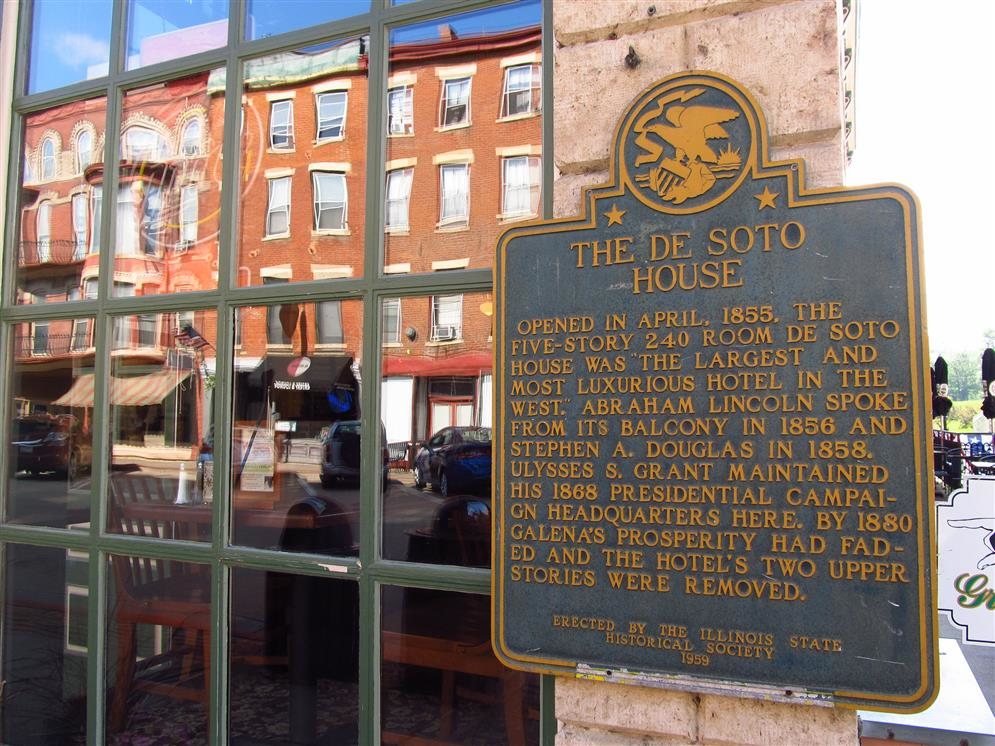 THE DE SOTO
HOUSE
OPENED IN APRIL, 1855, THE
FIVE-STORY 240 ROOM DE SOTO
HOUSE WAS "THE LARGEST AND
MOST LUXURIOUS HOTEL IN THE
WEST." ABRAHAM LINCOLN SPOKE
FROM ITS BALCONY IN 1856 AND
STEPHEN A. DOUGLAS IN 1858.
ULYSSES S. GRANT MAINTAINED
HIS 1868 PRESIDENTIAL CAMPAI-
GN HEADQUARTERS HERE. BY 1880
GALENA'S PROSPERITY HAD FAD-
ED AND THE HOTEL'S TWO UPPER
STORIES WERE REMOVED.
ERECTED BY THE ILLINOIS STATE
HISTORICAL SOCIETY
1959